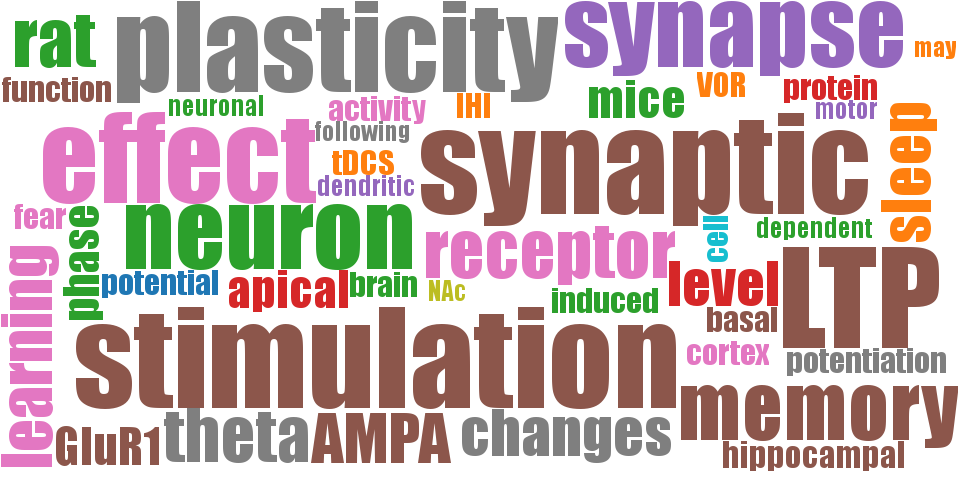 rat
plasticity
synapse
may
function
neuronal
activity
IHI
mice
VOR
protein
motor
following
effect
tDCS
dendritic
synaptic
sleep
fear
phase
neuron
receptor
cell
dependent
learning
potential
apical
brain
NAc
induced
level
basal
LTP
stimulation
cortex
potentiation
memory
GluR1
theta
AMPA
changes
hippocampal